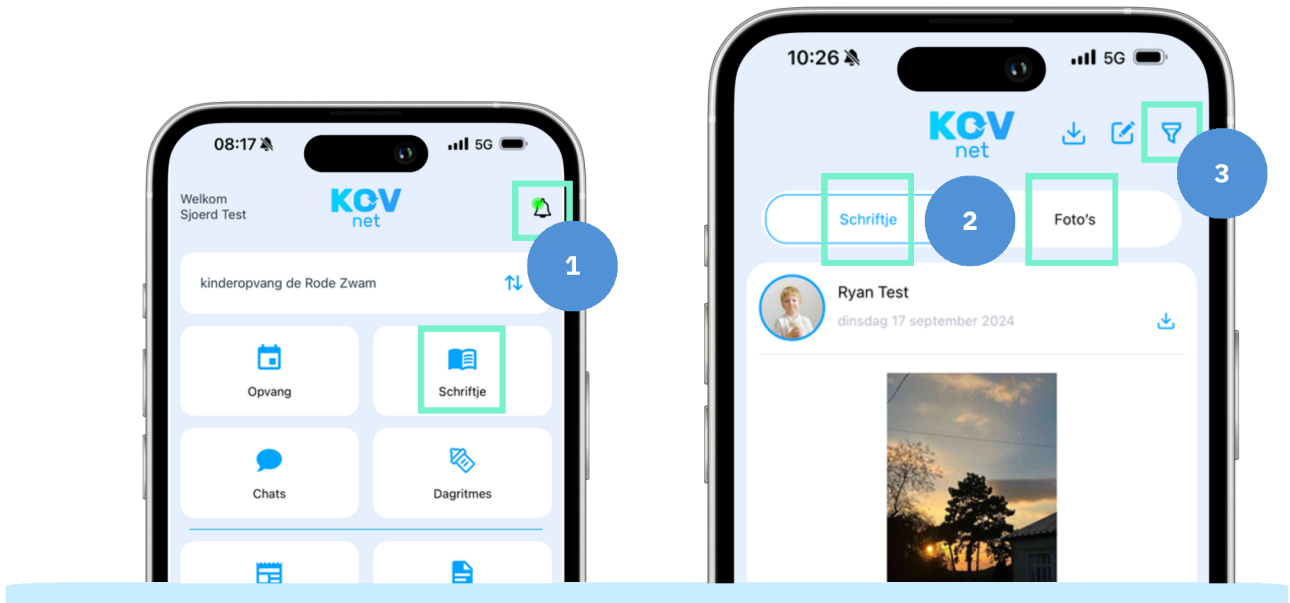 08:17
5G
Welkom
Sjoerd Test
KOV
net
1
kinderopvang de Rode Zwam
Opvang
Schriftje
Chats
Dagritmes
10:26
5G
KOV
net
3
Schriftje
2
Foto's
Ryan Test
dinsdag 17 september 2024